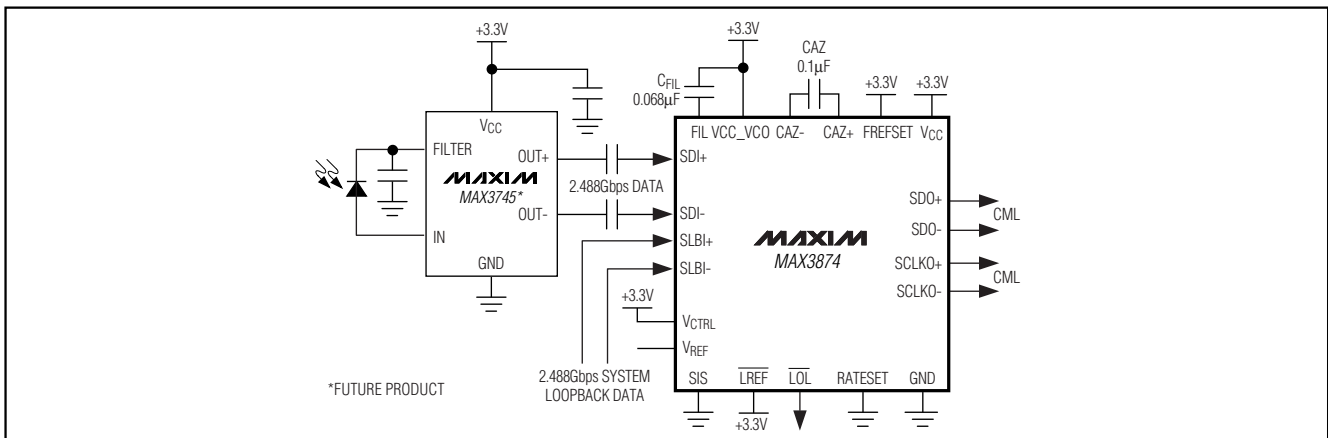 +3.3V
+3.3V
CAZ
0.1μF
CFIL
0.068μF
+3.3V
+3.3V
VCC
FILTER
OUT+
MAXIM
MAX3745*
OUT-
IN
GND
2.488Gbps DATA
FIL
VCC_VCO
CAZ-
CAZ+
FREFSET
VCC
SDI+
SDI-
SLBI+
SLBI-
MAXIM
MAX3874
SDO+
SDO-
CML
SCLKO+
SCLKO-
CML
+3.3V
VCTRL
VREF
SIS
LREF
LOL
RATESET
GND
+3.3V
2.488Gbps SYSTEM
LOOPBACK DATA
*FUTURE PRODUCT